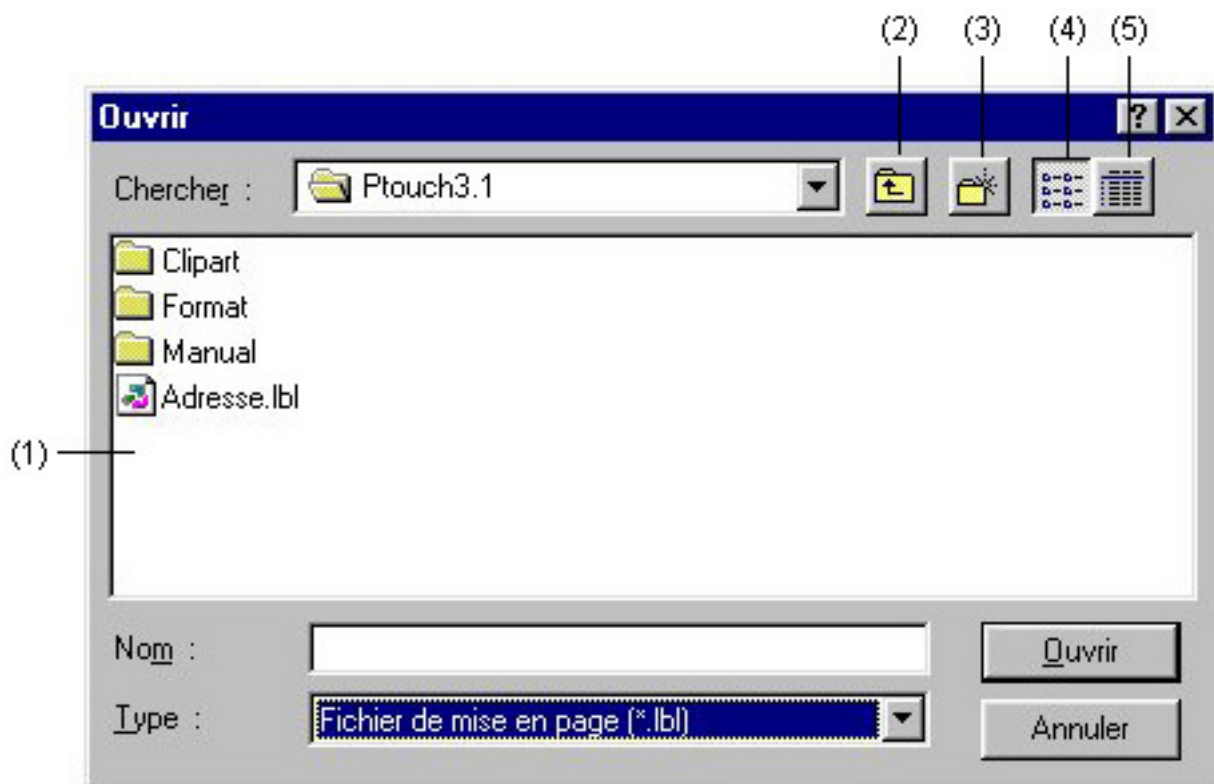 (2) (3) (4) (5)
Ouvrir ?
Chercher : Ptouch3.1
Clipart
Format
Manual
Adresse.lbl
(1)
Nom : Ouvrir
Type : Fichier de mise en page (*.lbl) Annuler